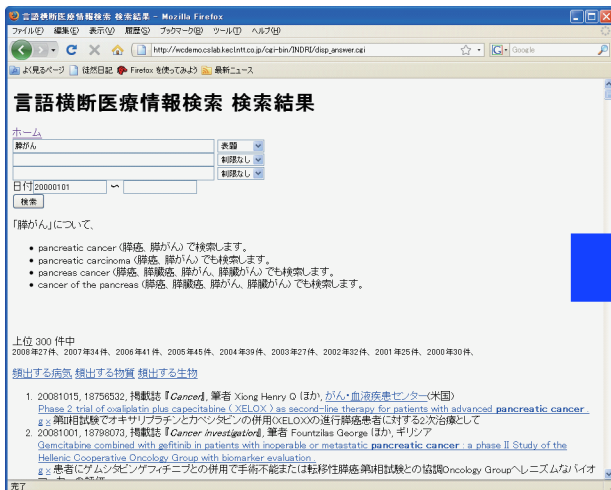 言語横断医療情報検索 検索結果 - Mozilla Firefox
ファイル(F) 編集(E) 表示(V) 履歴(S) ブックマーク(B) ツール(T) ヘルプ(H)
http://wcdemo.cslab.kecl.ntt.co.jp/cgi-bin/INDRI/disp_answer.cgi
Google
よく見るページ 徒然日記 Firefox を使ってみよう 最新ニュース
言語横断医療情報検索 検索結果
ホーム
膵がん 表題
制限なし
制限なし
日付 20000101 〜
検索
「膵がん」について、
• pancreatic cancer (膵癌、膵がん) で検索します。
• pancreatic carcinoma (膵癌、膵がん) でも検索します。
• pancreas cancer (膵癌、膵臓癌、膵がん、膵臓がん) でも検索します。
• cancer of the pancreas (膵癌、膵臓癌、膵がん、膵臓がん) でも検索します。
上位 300 件中
2008年27件、2007年34件、2006年41件、2005年45件、2004年39件、2003年27件、2002年32件、2001年25件、2000年30件、
頻出する病気 頻出する物質 頻出する生物
1. 20081015, 18756532, 掲載誌『Cancer』, 筆者 Xiong Henry Q ほか, がん・血液疾患センター(米国)
Phase 2 trial of oxaliplatin plus capecitabine ( XELOX ) as second-line therapy for patients with advanced pancreatic cancer .
g × 第II相試験でオキサリプラチンとカペシタビンの併用(XELOX)の進行膵癌患者に対する2次治療として
2. 20081001, 18798073, 掲載誌『Cancer investigation』, 筆者 Fountzilas George ほか, ギリシア
Gemcitabine combined with gefitinib in patients with inoperable or metastatic pancreatic cancer : a phase II Study of the
Hellenic Cooperative Oncology Group with biomarker evaluation .
g × 患者にゲムシタビンゲフィチニブとの併用で手術不能または転移性膵癌:第II相試験との協調Oncology Groupヘレニズムなバイオ
完了